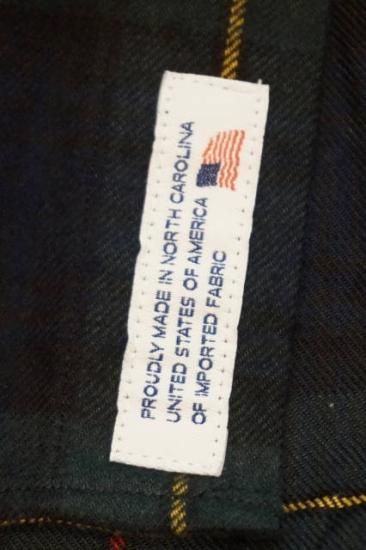 PROUDLY MADE IN NORTH CAROLINA
UNITED STATES OF AMERICA
OF IMPORTED FABRIC